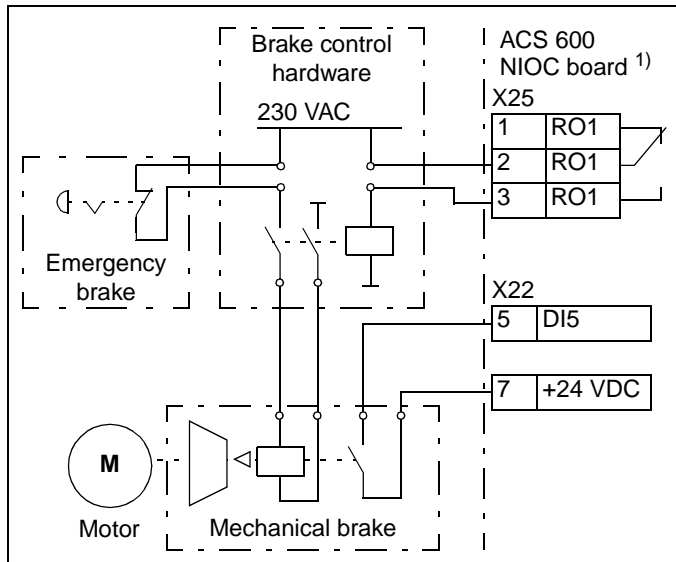 Brake control
hardware
230 VAC
ACS 600
NIOC board 1)
X25
1 RO1
2 RO1
3 RO1
Emergency
brake
X22
5 DI5
7 +24 VDC
M
Motor
Mechanical brake